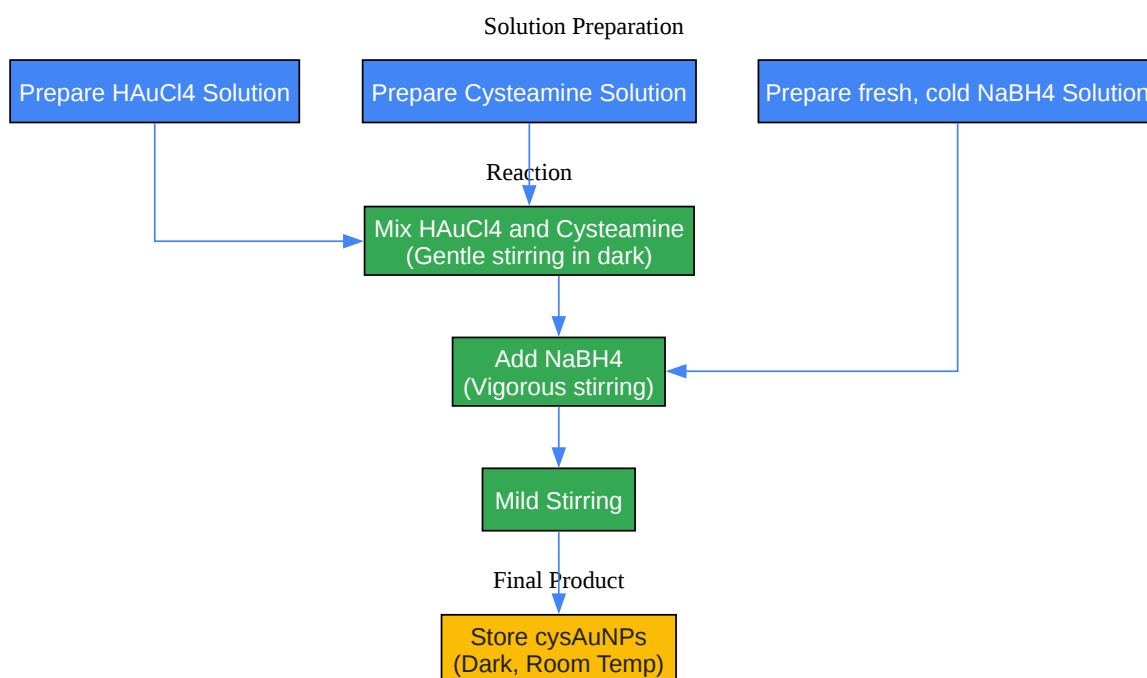 Solution Preparation
Prepare HAuCl4 Solution
Prepare Cysteamine Solution
Prepare fresh, cold NaBH4 Solution
Reaction
Mix HAuCl4 and Cysteamine
(Gentle stirring in dark)
Add NaBH4
(Vigorous stirring)
Mild Stirring
Final Product
Store cysAuNPs
(Dark, Room Temp)